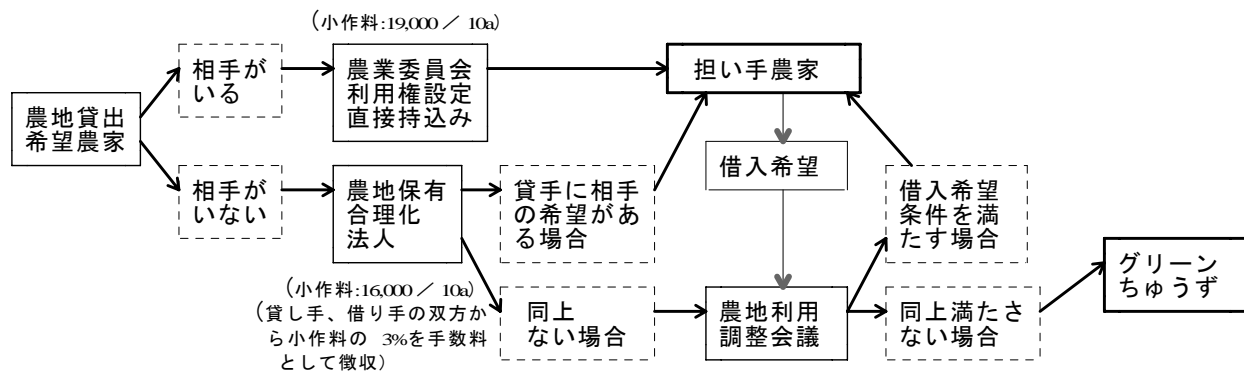 （小作料:19,000 ／ 10a）
相手が
いる
農業委員会
利用権設定
直接持込み
担い手農家
農地貸出
希望農家
借入希望
相手が
いない
農地保有
合理化
法人
貸手に相手
の希望があ
る場合
借入希望
条件を満
たす場合
グリーン
ちゅうず
（小作料:16,000 ／ 10a）
（貸し手、借り手の双方か
ら小作料の 3%を手数料
として徴収）
同上
ない場合
農地利用
調整会議
同上満たさ
ない場合